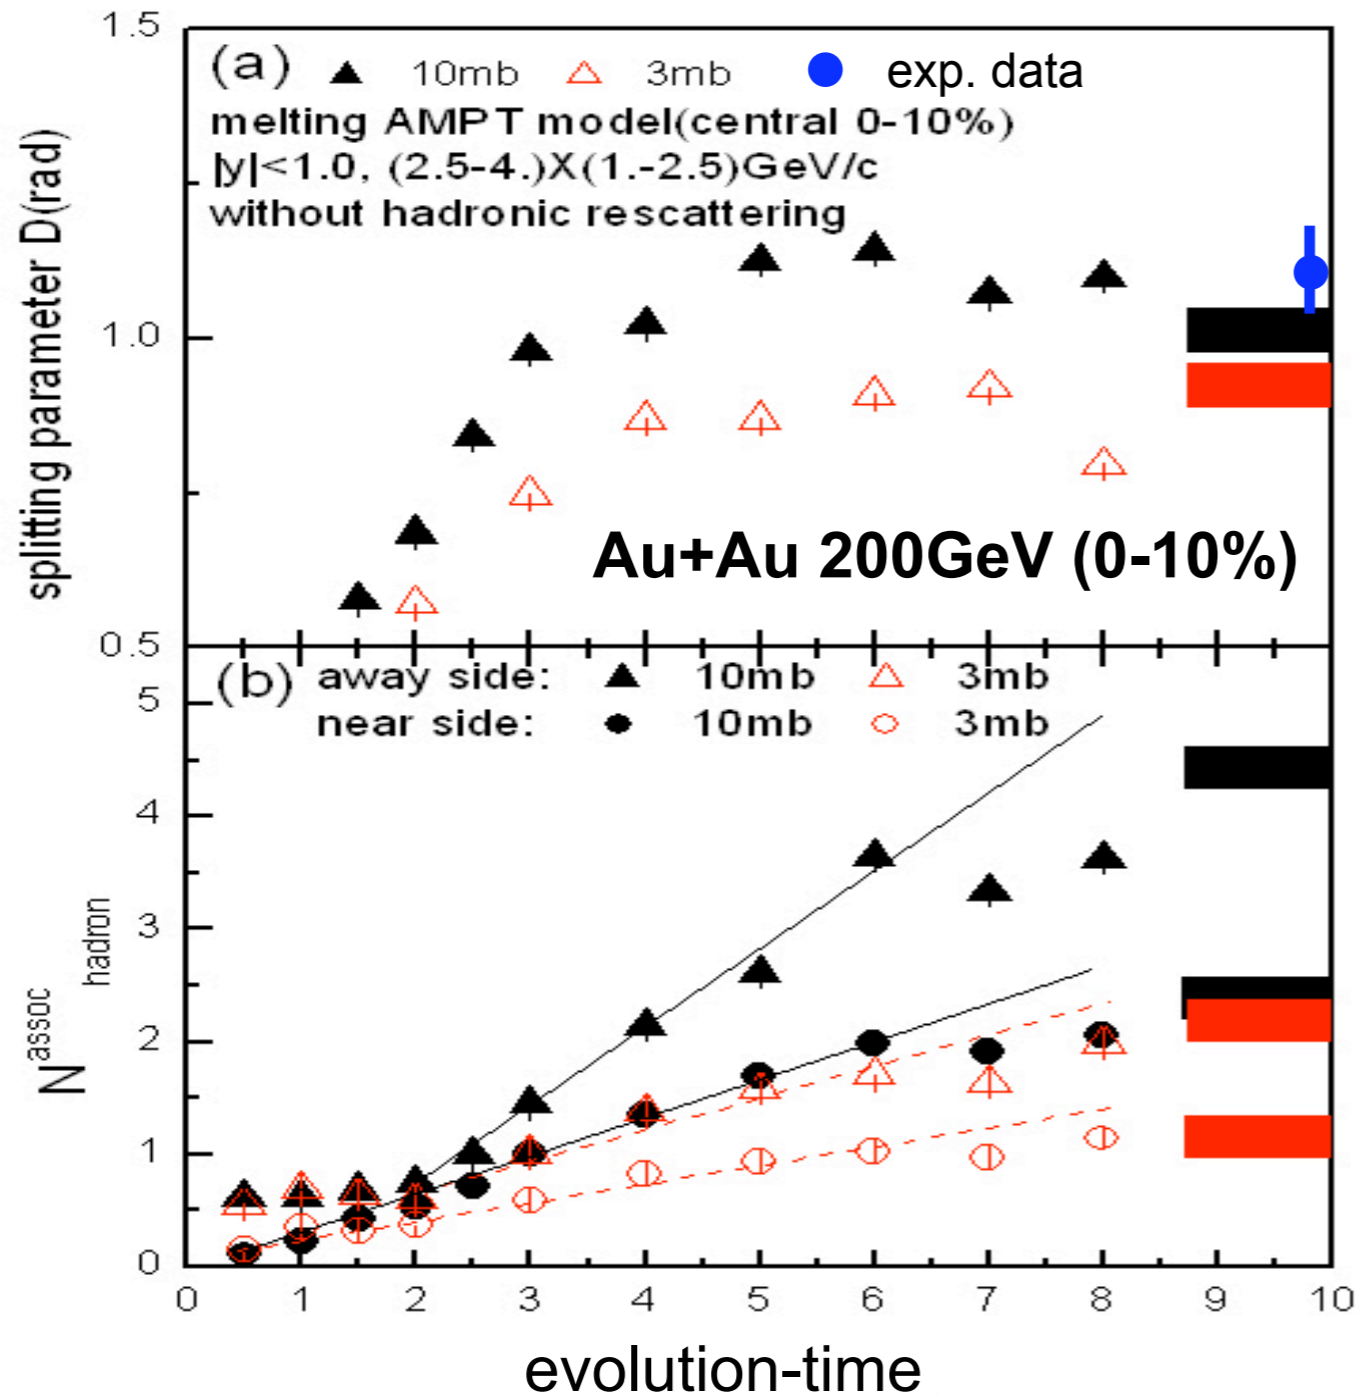 1.5
(a) 10mb 3mb exp. data
melting AMPT model(central 0-10%)
|y|<1.0, (2.5-4.)X(1.-2.5)GeV/c
without hadronic rescattering
splitting parameter D(rad)
1.0
Au+Au 200GeV (0-10%)
0.5
(b) away side: 10mb 3mb
near side: 10mb 3mb
5
4
3
2
1
0
N assoc hadron
0 1 2 3 4 5 6 7 8 9 10
evolution-time